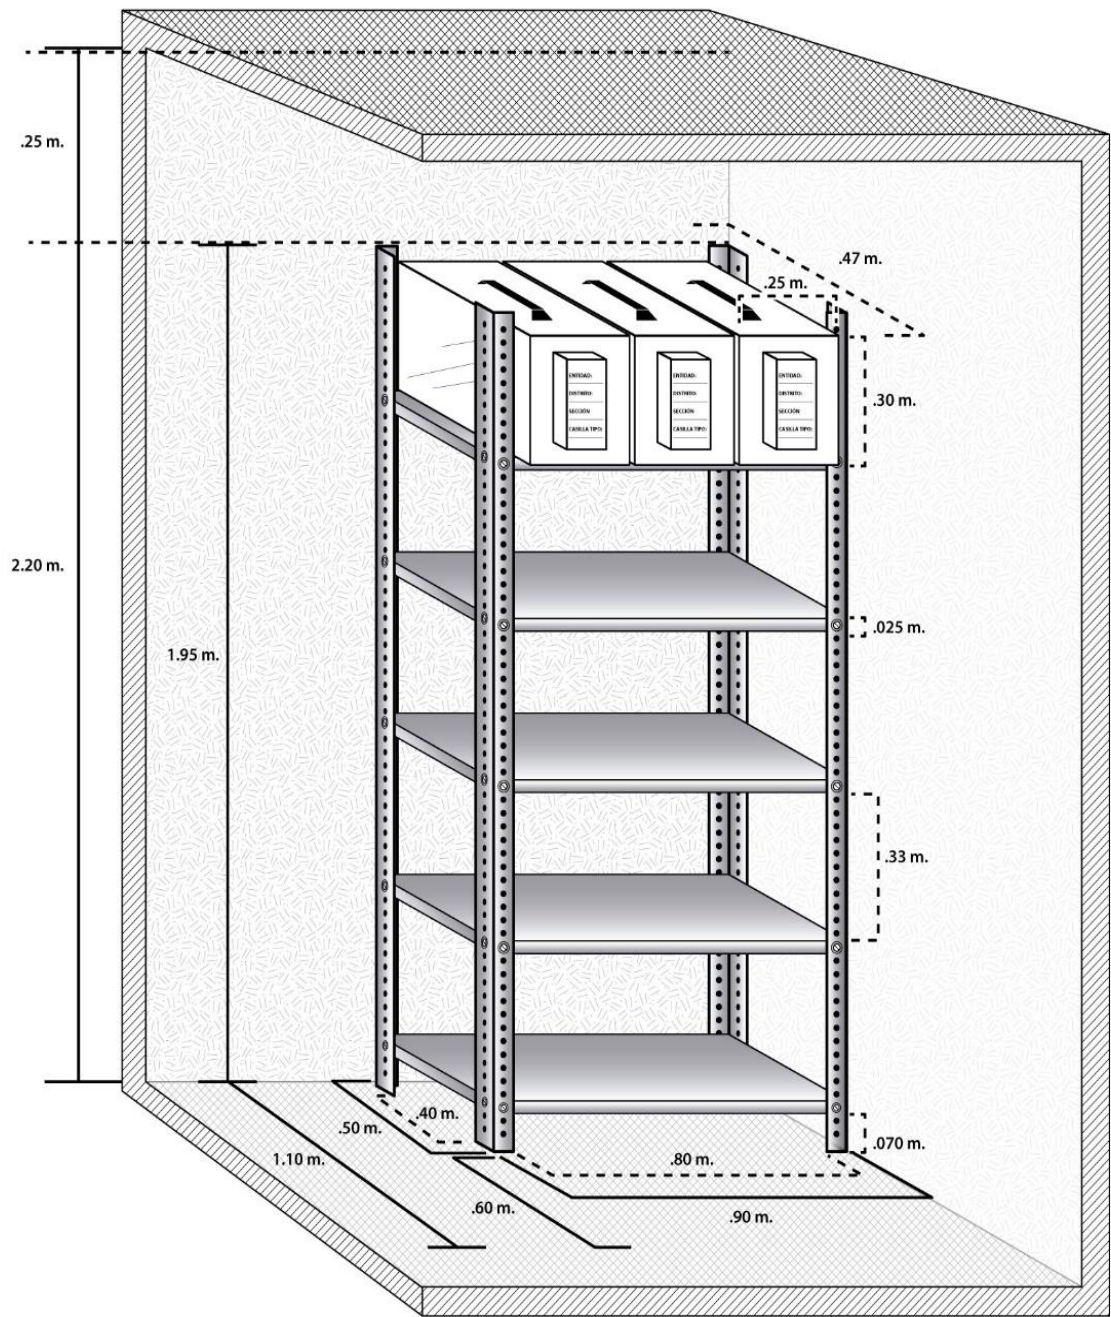 .25 m.
.47 m.
.25 m.
ENTIDAD:
DISTRITO:
SECCIÓN
CASILLA TIPO:
ENTIDAD:
DISTRITO:
SECCIÓN
CASILLA TIPO:
ENTIDAD:
DISTRITO:
SECCIÓN
CASILLA TIPO:
.30 m.
2.20 m.
.025 m.
1.95 m.
.33 m.
.40 m.
.50 m.
1.10 m.
.070 m.
.80 m.
.60 m.
.90 m.